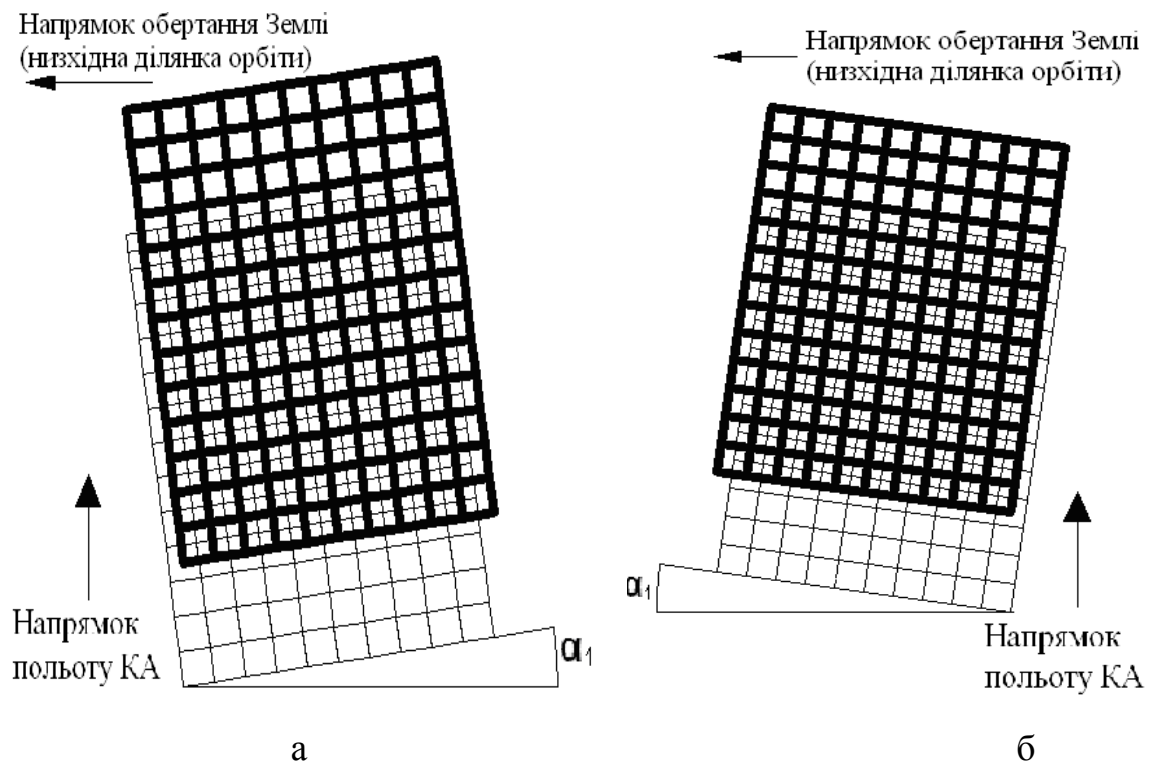 Напрямок обертання Землі
(низхідна ділянка орбіти)
Напрямок
польоту КА
α₁
а
Напрямок обертання Землі
(низхідна ділянка орбіти)
α₁
Напрямок
польоту КА
б